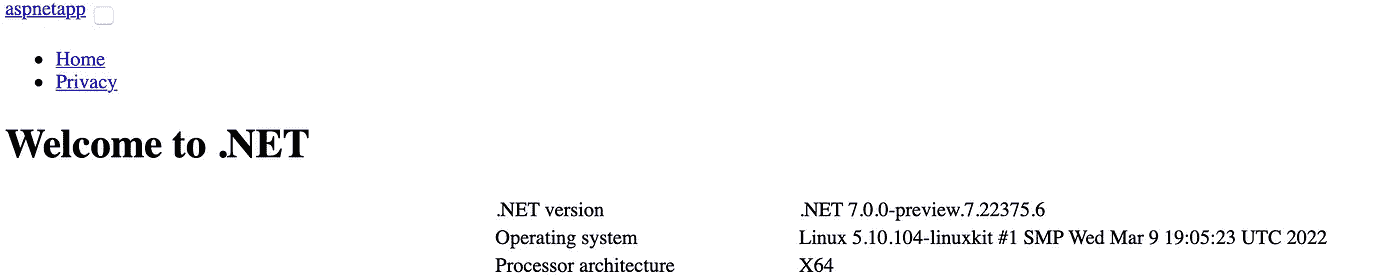 aspnetapp
Home
Privacy
Welcome to .NET
.NET version .NET 7.0.0-preview.7.22375.6
Operating system Linux 5.10.104-linuxkit #1 SMP Wed Mar 9 19:05:23 UTC 2022
Processor architecture X64